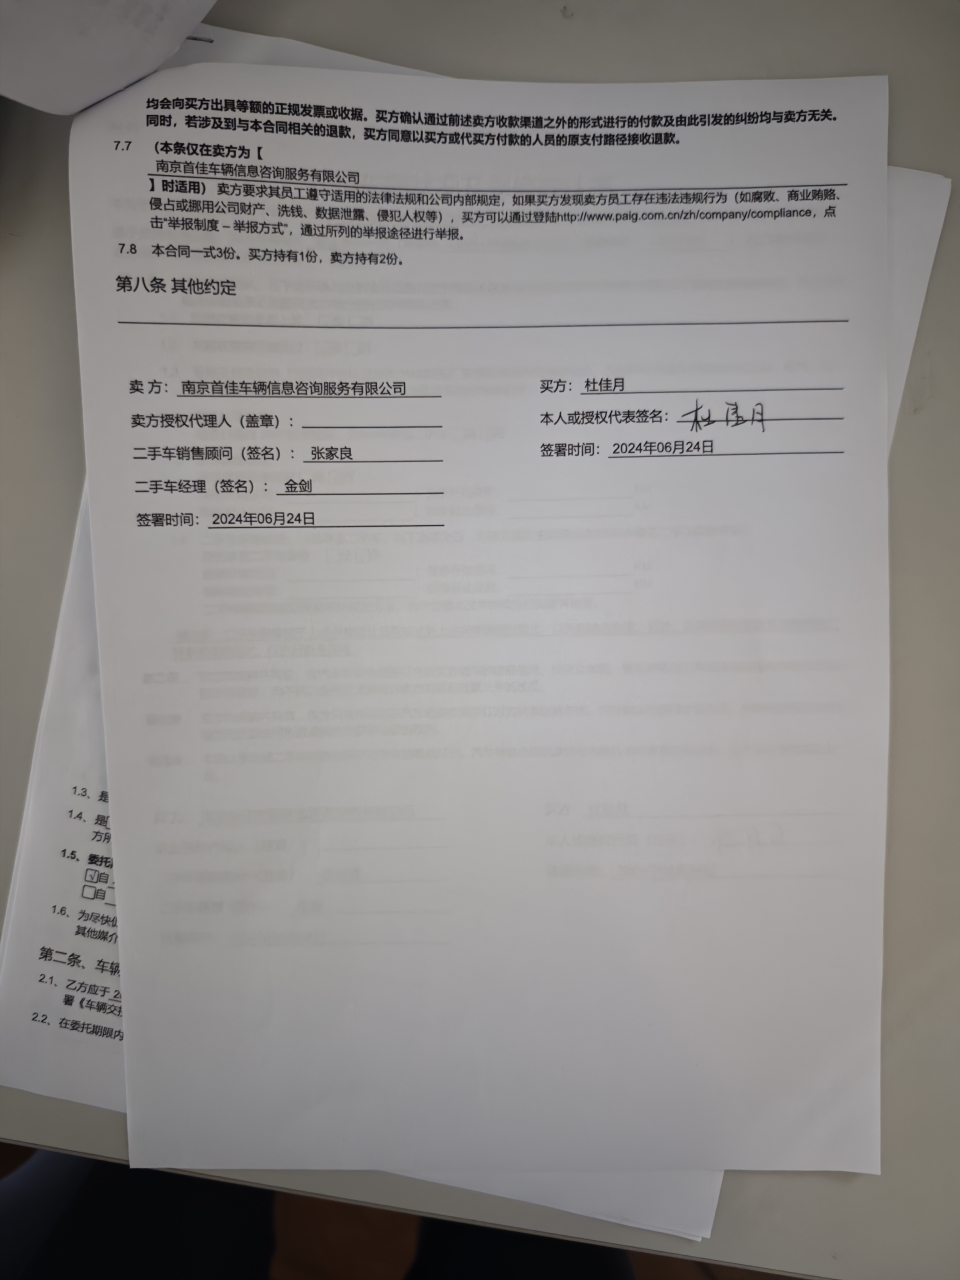 均会向买方出具等额的正规发票或收据。买方确认通过前述卖方收款渠道之外的形式进行的付款及由此引发的纠纷均与卖方无关。
同时，若涉及到与本合同相关的退款，买方同意以买方或代买方付款的人员的原支付路径接收退款。
7.7 （本条仅在卖方为【
南京首佳车辆信息咨询服务有限公司
】时适用）卖方要求其员工遵守适用的法律法规和公司内部规定，如果买方发现卖方员工存在违法违规行为（如腐败、商业贿赂、
侵占或挪用公司财产、洗钱、数据泄露、侵犯人权等），买方可以通过登陆http://www.paig.com.cn/zh/company/compliance，点
击“举报制度 – 举报方式”，通过所列的举报途径进行举报。
7.8 本合同一式3份。买方持有1份，卖方持有2份。
第八条 其他约定
卖 方：南京首佳车辆信息咨询服务有限公司
卖方授权代理人（盖章）：
二手车销售顾问（签名）：张家良
二手车经理（签名）：金剑
签署时间：2024年06月24日
买方：杜佳月
本人或授权代表签名：杜佳月
签署时间：2024年06月24日
1.3、是
1.4、是
方所
1.5、委托
☑自
☐自
1.6、为尽快促
其他媒介
第二条、车辆
2.1、乙方应于 2
署《车辆交接
2.2、在委托期限内